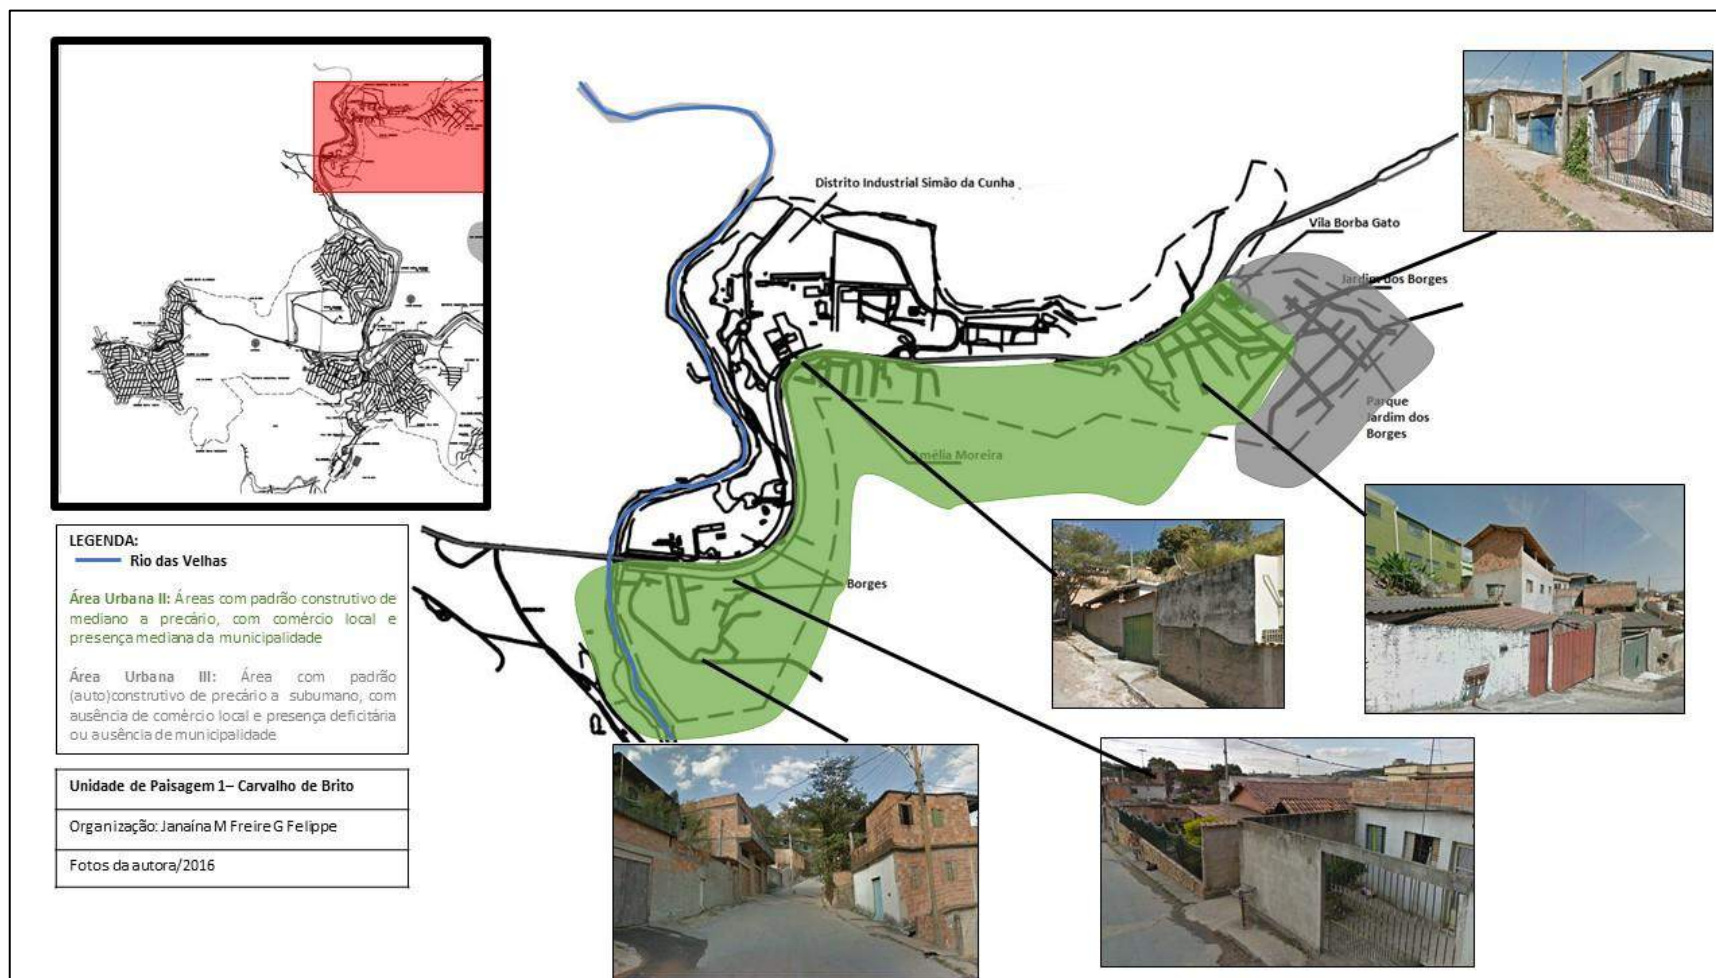 Distrito Industrial Simão da Cunha
Vila Borba Gato
Jardim dos Borges
Parque
Jardim dos
Borges
Amélia Moreira
Borges
LEGENDA:
Rio das Velhas
Área Urbana II: Áreas com padrão construtivo de
mediano a precário, com comércio local e
presença mediana da municipalidade
Área Urbana III: Área com padrão
(auto)construtivo de precário a subumano, com
ausência de comércio local e presença deficitária
ou ausência de municipalidade
Unidade de Paisagem 1– Carvalho de Brito
Organização: Janaína M Freire G Felippe
Fotos da autora/2016